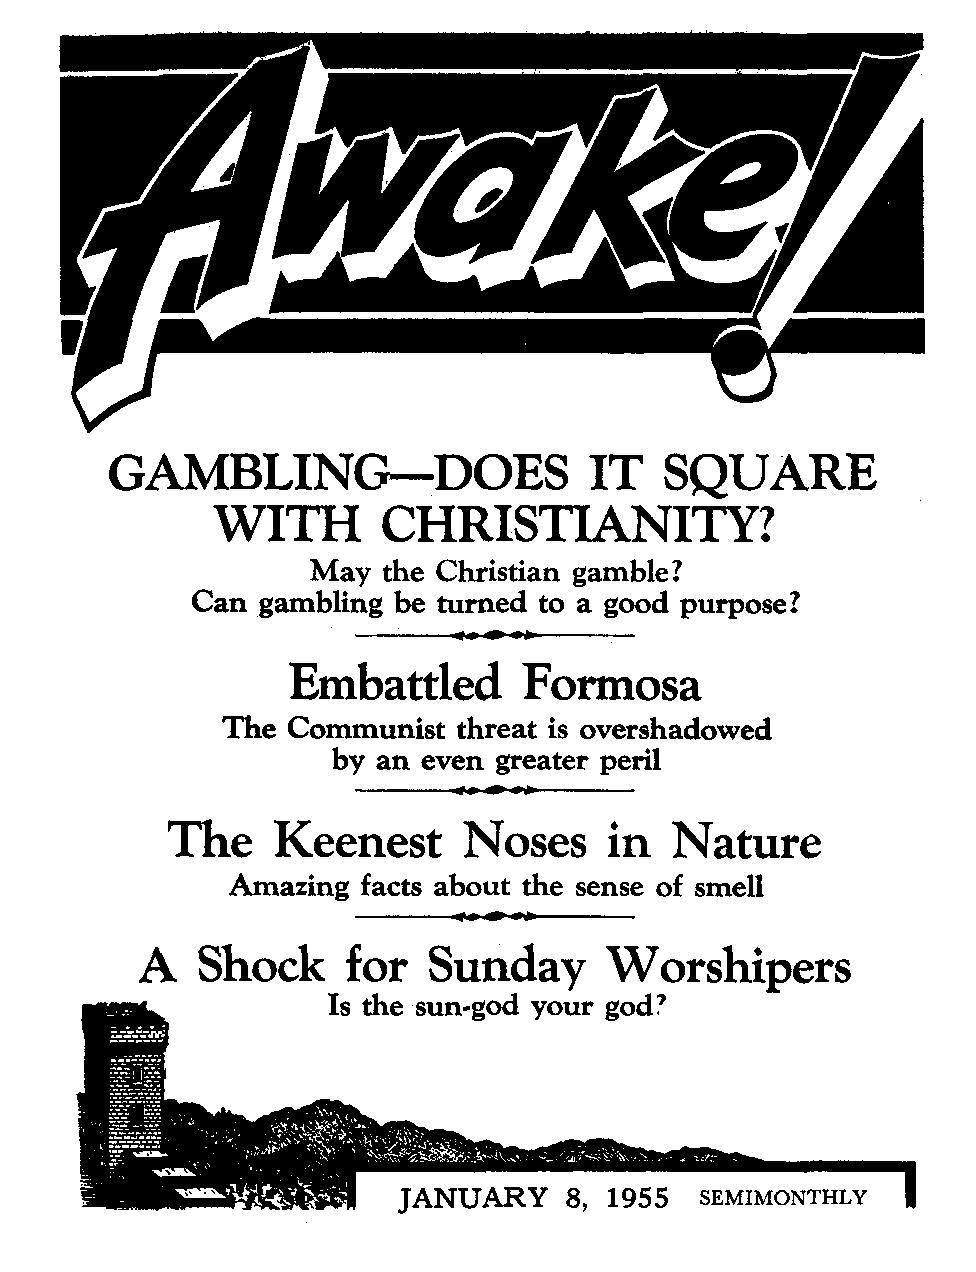 Awake!
GAMBLING—DOES IT SQUARE
WITH CHRISTIANITY?
May the Christian gamble?
Can gambling be turned to a good purpose?
Embattled Formosa
The Communist threat is overshadowed
by an even greater peril
The Keenest Noses in Nature
Amazing facts about the sense of smell
A Shock for Sunday Worshipers
Is the sun-god your god?
JANUARY 8, 1955 SEMIMONTHLY